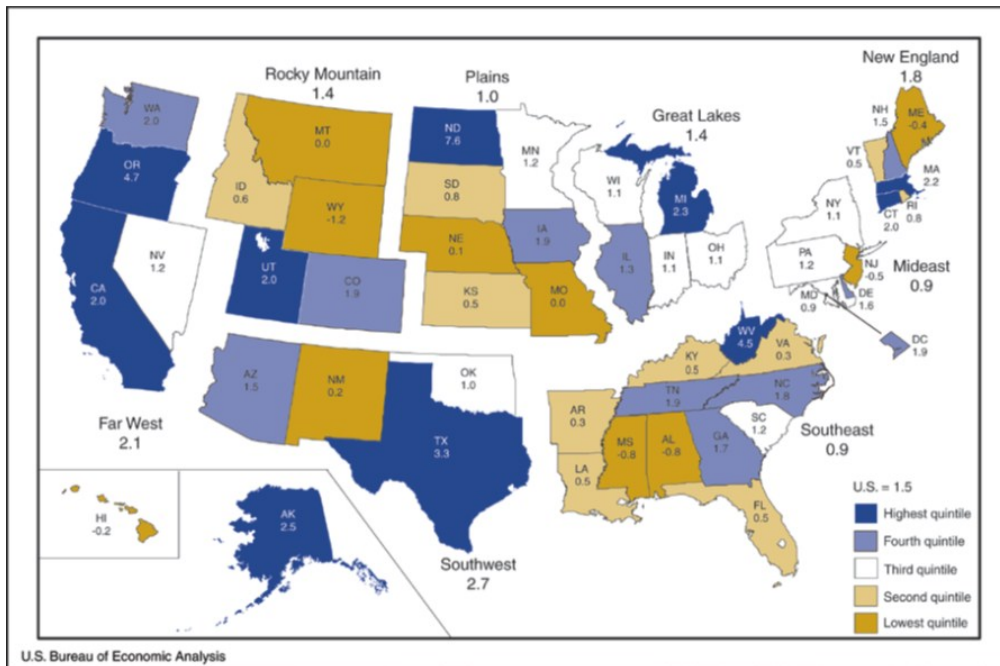 Rocky Mountain
1.4
Plains
1.0
Great Lakes
1.4
New England
1.8
WA
2.0
OR
4.7
CA
2.0
NV
1.2
ID
0.6
MT
0.0
WY
-1.2
UT
2.0
CO
1.9
AZ
1.5
NM
0.2
ND
7.6
SD
0.8
NE
0.1
KS
0.5
OK
1.0
TX
3.3
MN
1.2
IA
1.9
MO
0.0
WI
1.1
IL
1.3
MI
2.3
IN
1.1
OH
1.1
NH
1.5
ME
-0.4
VT
0.5
MA
2.2
RI
0.8
CT
2.0
NY
1.1
PA
1.2
NJ
-0.5
MD
0.9
DE
1.6
DC
1.9
Mideast
0.9
WV
4.5
VA
0.3
KY
0.5
TN
1.9
NC
1.8
SC
1.2
AR
0.3
LA
0.5
MS
-0.8
AL
-0.8
GA
1.7
FL
0.5
Far West
2.1
Southeast
0.9
Southwest
2.7
HI
-0.2
AK
2.5
U.S. = 1.5
Highest quintile
Fourth quintile
Third quintile
Second quintile
Lowest quintile
U.S. Bureau of Economic Analysis